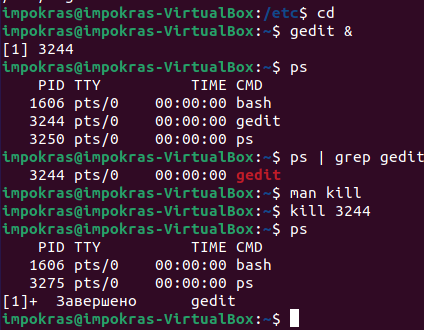 impokras@impokras-VirtualBox:/etc$ cd
impokras@impokras-VirtualBox:~$ gedit &
[1] 3244
impokras@impokras-VirtualBox:~$ ps
    PID TTY          TIME CMD
   1606 pts/0    00:00:00 bash
   3244 pts/0    00:00:00 gedit
   3250 pts/0    00:00:00 ps
impokras@impokras-VirtualBox:~$ ps | grep gedit
   3244 pts/0    00:00:00 gedit
impokras@impokras-VirtualBox:~$ man kill
impokras@impokras-VirtualBox:~$ kill 3244
impokras@impokras-VirtualBox:~$ ps
    PID TTY          TIME CMD
   1606 pts/0    00:00:00 bash
   3275 pts/0    00:00:00 ps
[1]+  Завершено      gedit
impokras@impokras-VirtualBox:~$